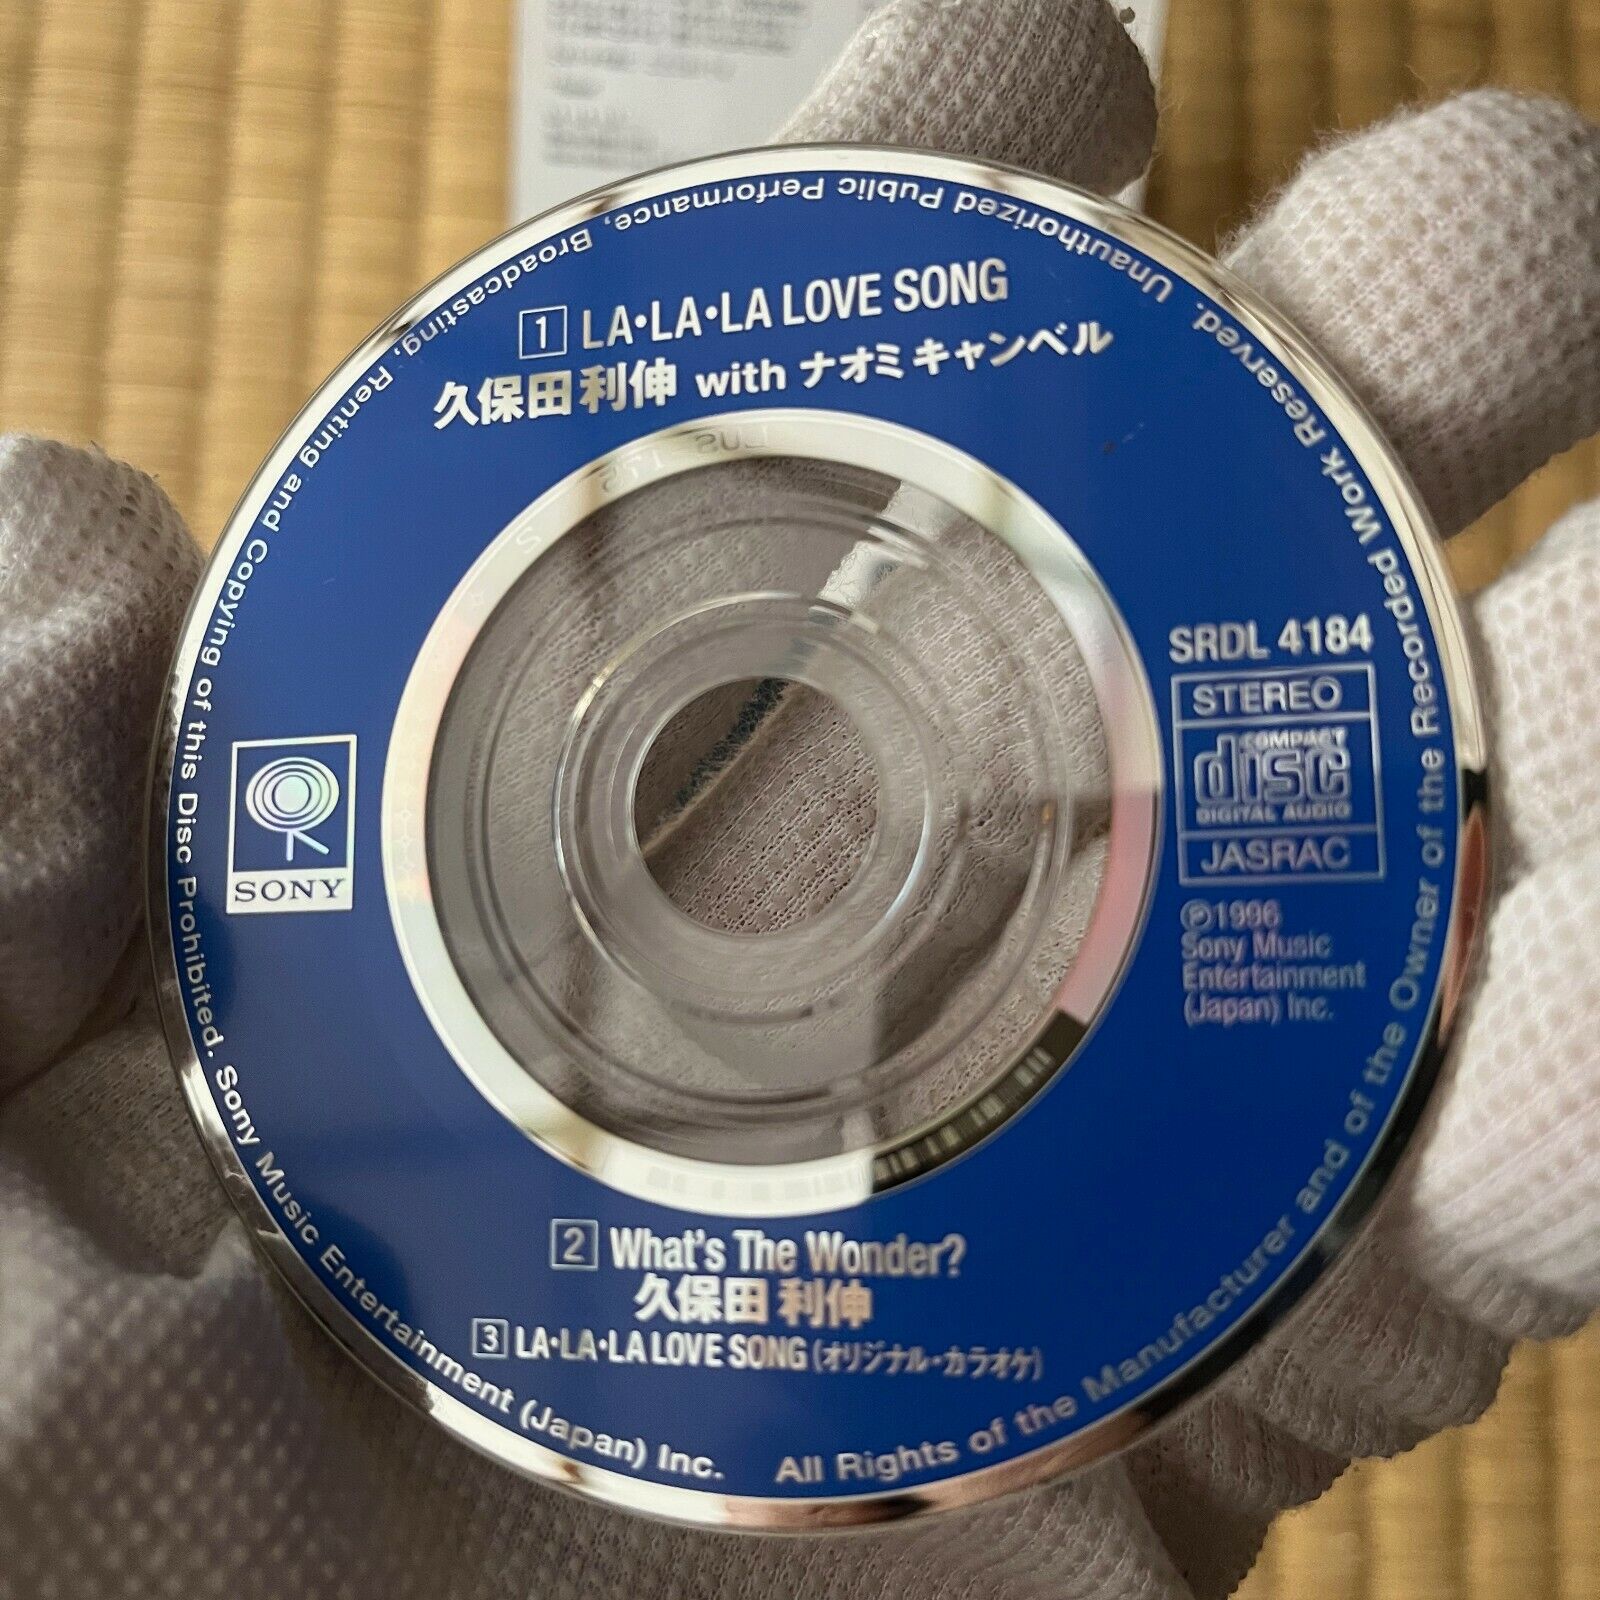 1 LA・LA・LA LOVE SONG
久保田利伸 with ナオミキャンベル
SONY
SRDL 4184
STEREO
COMPACT
disc
DIGITAL AUDIO
JASRAC
Ⓟ1996
Sony Music
Entertainment
(Japan) Inc.
2 What's The Wonder?
久保田 利伸
3 LA・LA・LA LOVE SONG (オリジナル・カラオケ)
All Rights of the Manufacturer and of the Owner of the Recorded Work Reserved. Unauthorized Public Performance, Broadcasting, Renting and Copying of this Disc Prohibited. Sony Music Entertainment (Japan) Inc.